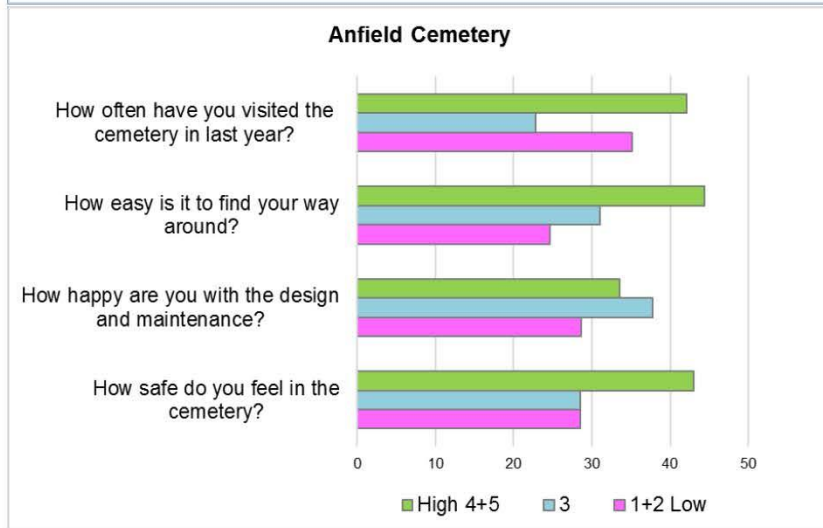 Anfield Cemetery
How often have you visited the
cemetery in last year?
How easy is it to find your way
around?
How happy are you with the design
and maintenance?
How safe do you feel in the
cemetery?
0 10 20 30 40 50
High 4+5 3 1+2 Low